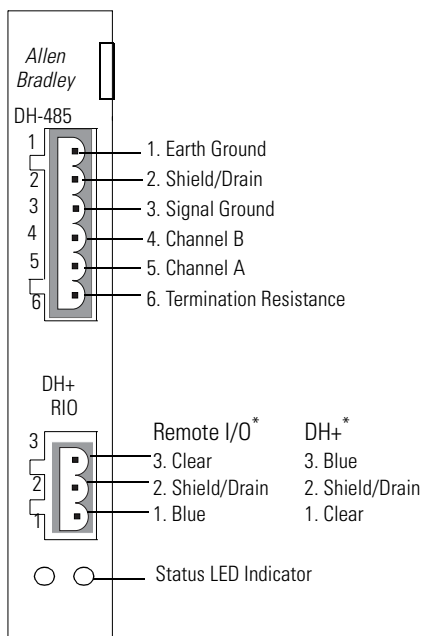 Allen
Bradley
DH-485
1
2
3
4
5
6
1. Earth Ground
2. Shield/Drain
3. Signal Ground
4. Channel B
5. Channel A
6. Termination Resistance
DH+
RIO
3
2
1
Remote I/O*
3. Clear
2. Shield/Drain
1. Blue
DH+*
3. Blue
2. Shield/Drain
1. Clear
Status LED Indicator